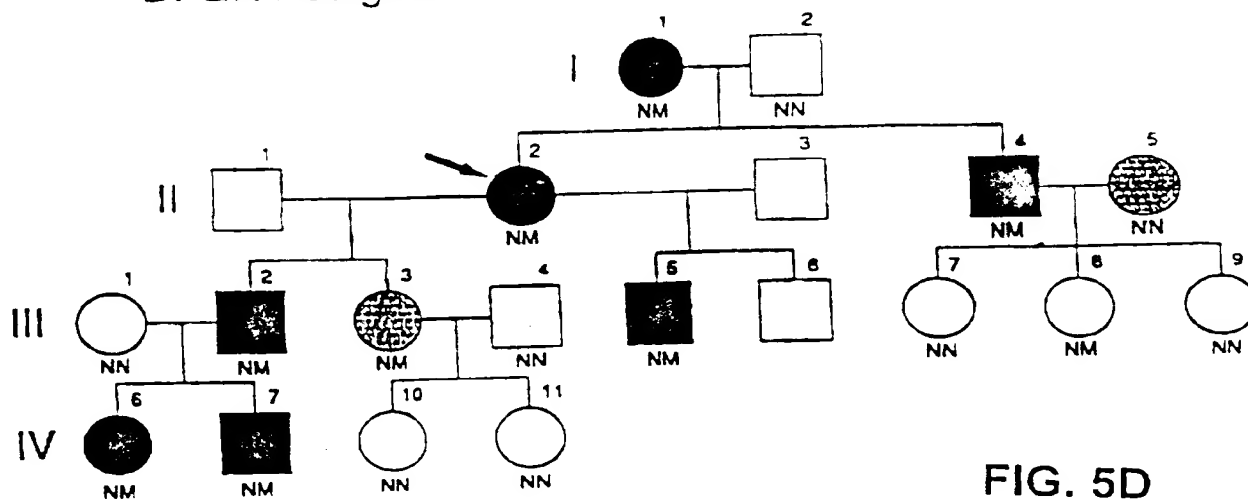 1 2
I
NM NN
1 2 3 4 5
II
NM NM NN
1 2 3 4 5 6 7 8 9
III
NN NM NM NN NM NN NM NN
6 7 10 11
IV
NM NM NN NN
FIG. 5D